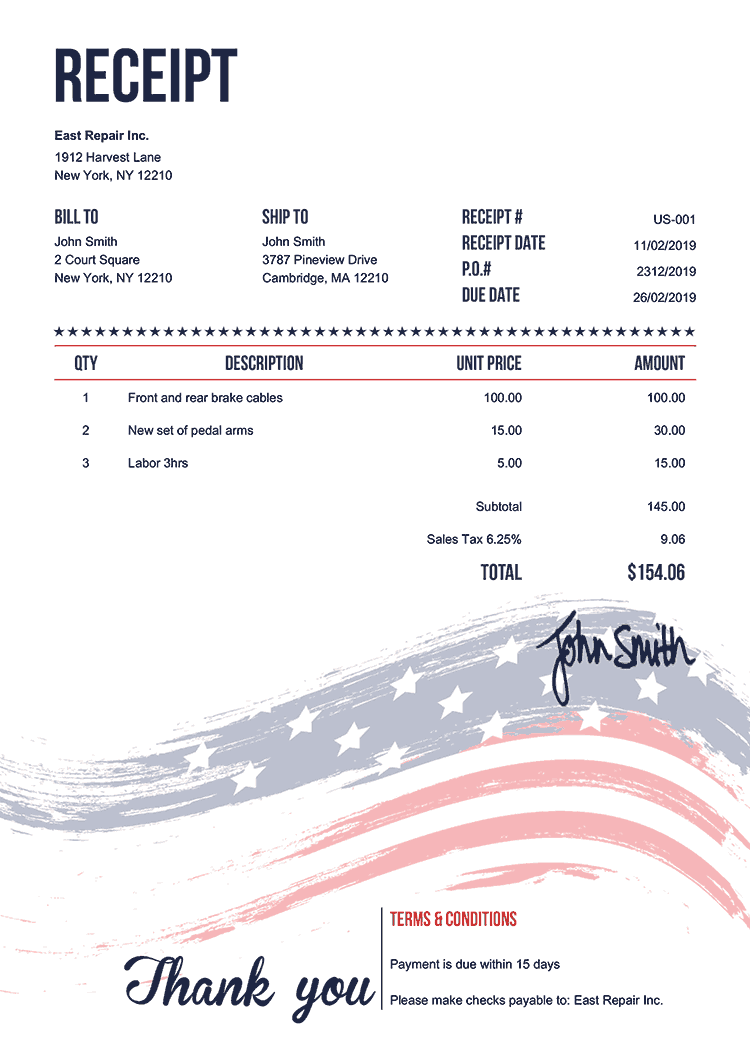 RECEIPT
East Repair Inc.
1912 Harvest Lane
New York, NY 12210
BILL TO
John Smith
2 Court Square
New York, NY 12210
SHIP TO
John Smith
3787 Pineview Drive
Cambridge, MA 12210
RECEIPT # US-001
RECEIPT DATE 11/02/2019
P.O.# 2312/2019
DUE DATE 26/02/2019
QTY DESCRIPTION UNIT PRICE AMOUNT
1 Front and rear brake cables 100.00 100.00
2 New set of pedal arms 15.00 30.00
3 Labor 3hrs 5.00 15.00
Subtotal 145.00
Sales Tax 6.25% 9.06
TOTAL $154.06
John Smith
Thank you
TERMS & CONDITIONS
Payment is due within 15 days
Please make checks payable to: East Repair Inc.